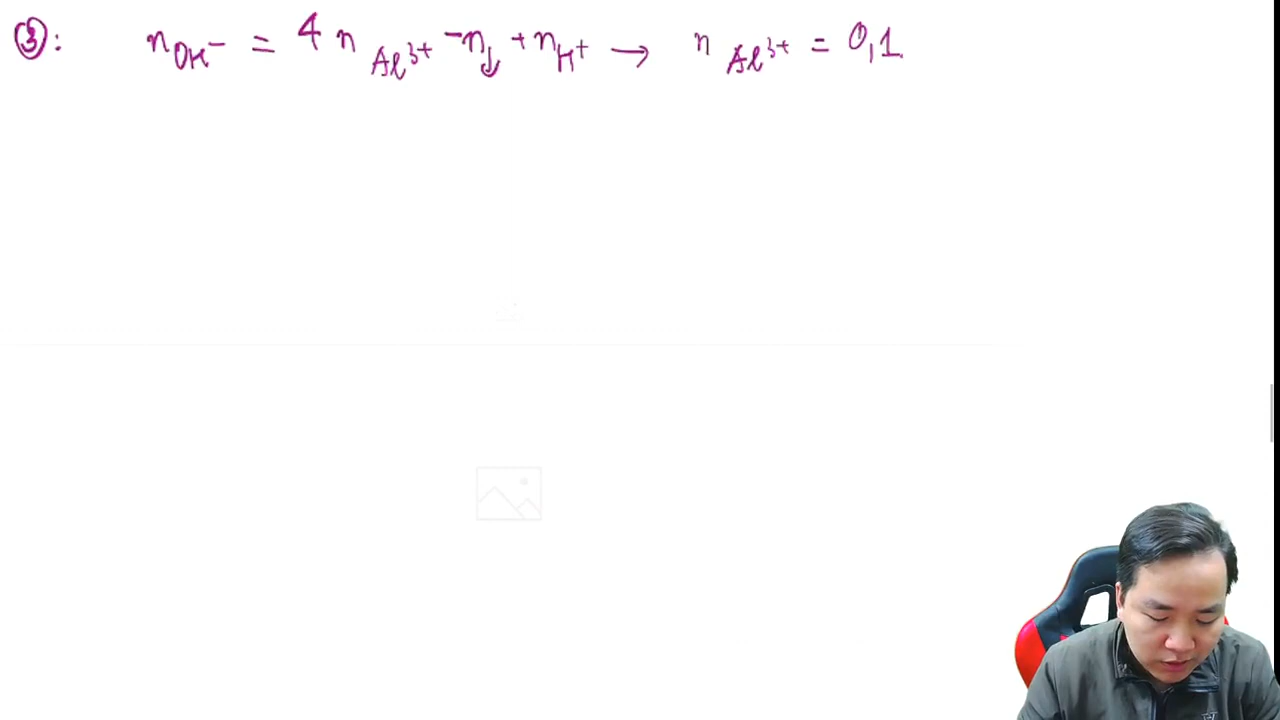 ③: n_OH⁻ = 4 n_Al³⁺ - n↓ + n_H⁺ → n_Al³⁺ = 0,1